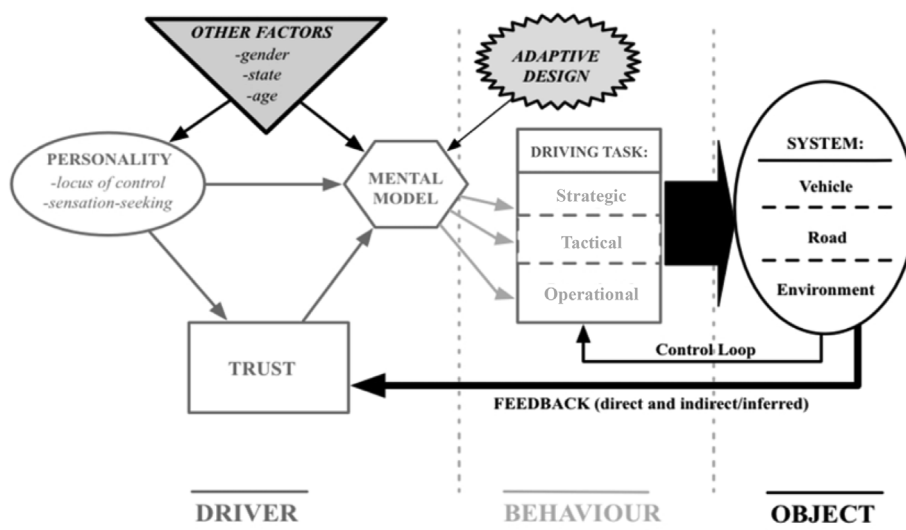 OTHER FACTORS
-gender
-state
-age
ADAPTIVE
DESIGN
PERSONALITY
-locus of control
-sensation-seeking
MENTAL
MODEL
DRIVING TASK:
Strategic
Tactical
Operational
SYSTEM:
Vehicle
Road
Environment
Control Loop
TRUST
FEEDBACK (direct and indirect/inferred)
DRIVER
BEHAVIOUR
OBJECT